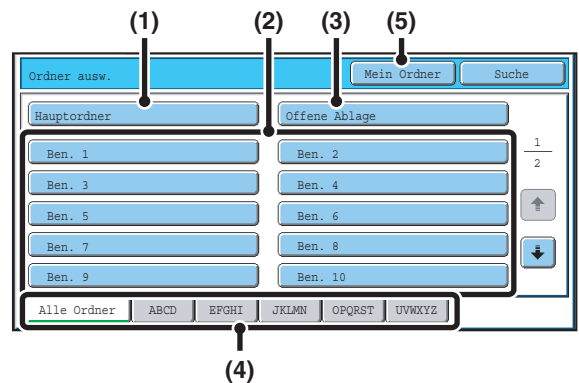 (1) (2) (3) (5)
Ordner ausw. Mein Ordner Suche
Hauptordner Offene Ablage
Ben. 1 Ben. 2
1
2
Ben. 3 Ben. 4
Ben. 5 Ben. 6
Ben. 7 Ben. 8
Ben. 9 Ben. 10
Alle Ordner ABCD EFGHI JKLMN OPQRST UVWXYZ
(4)